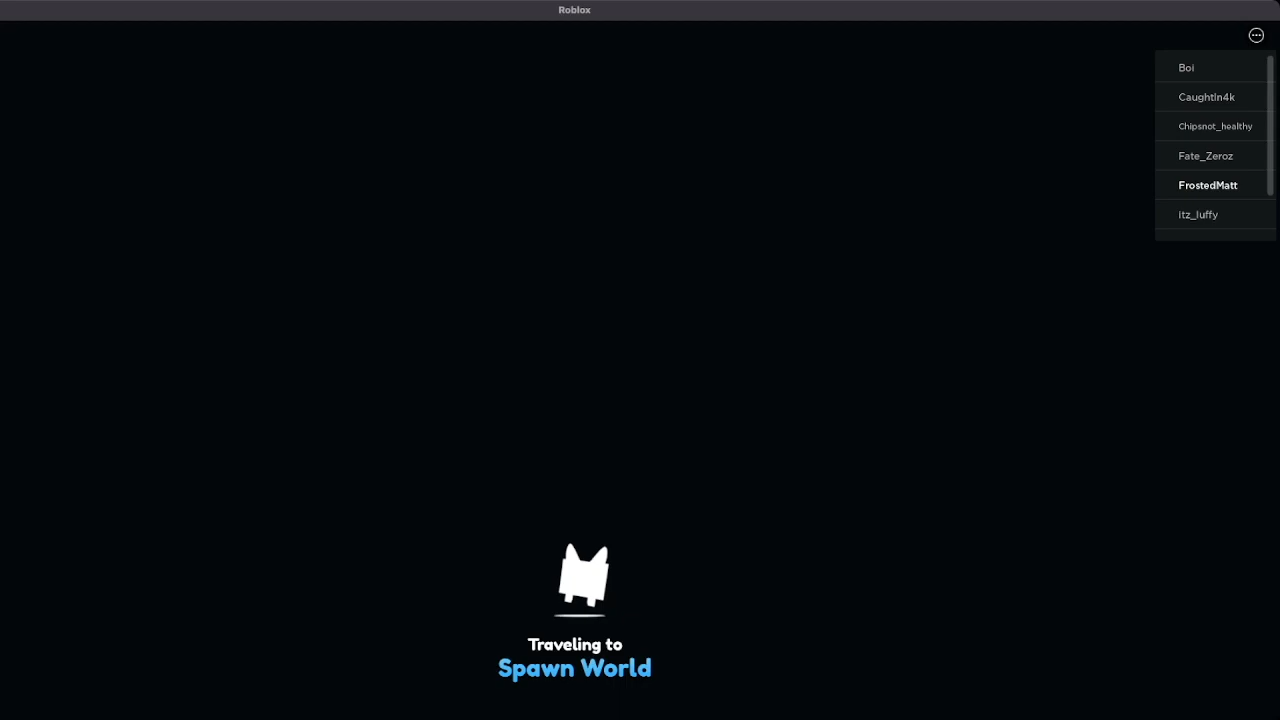 Roblox
Boi
CaughtIn4k
Chipsnot_healthy
Fate_Zeroz
FrostedMatt
itz_luffy
Traveling to
Spawn World